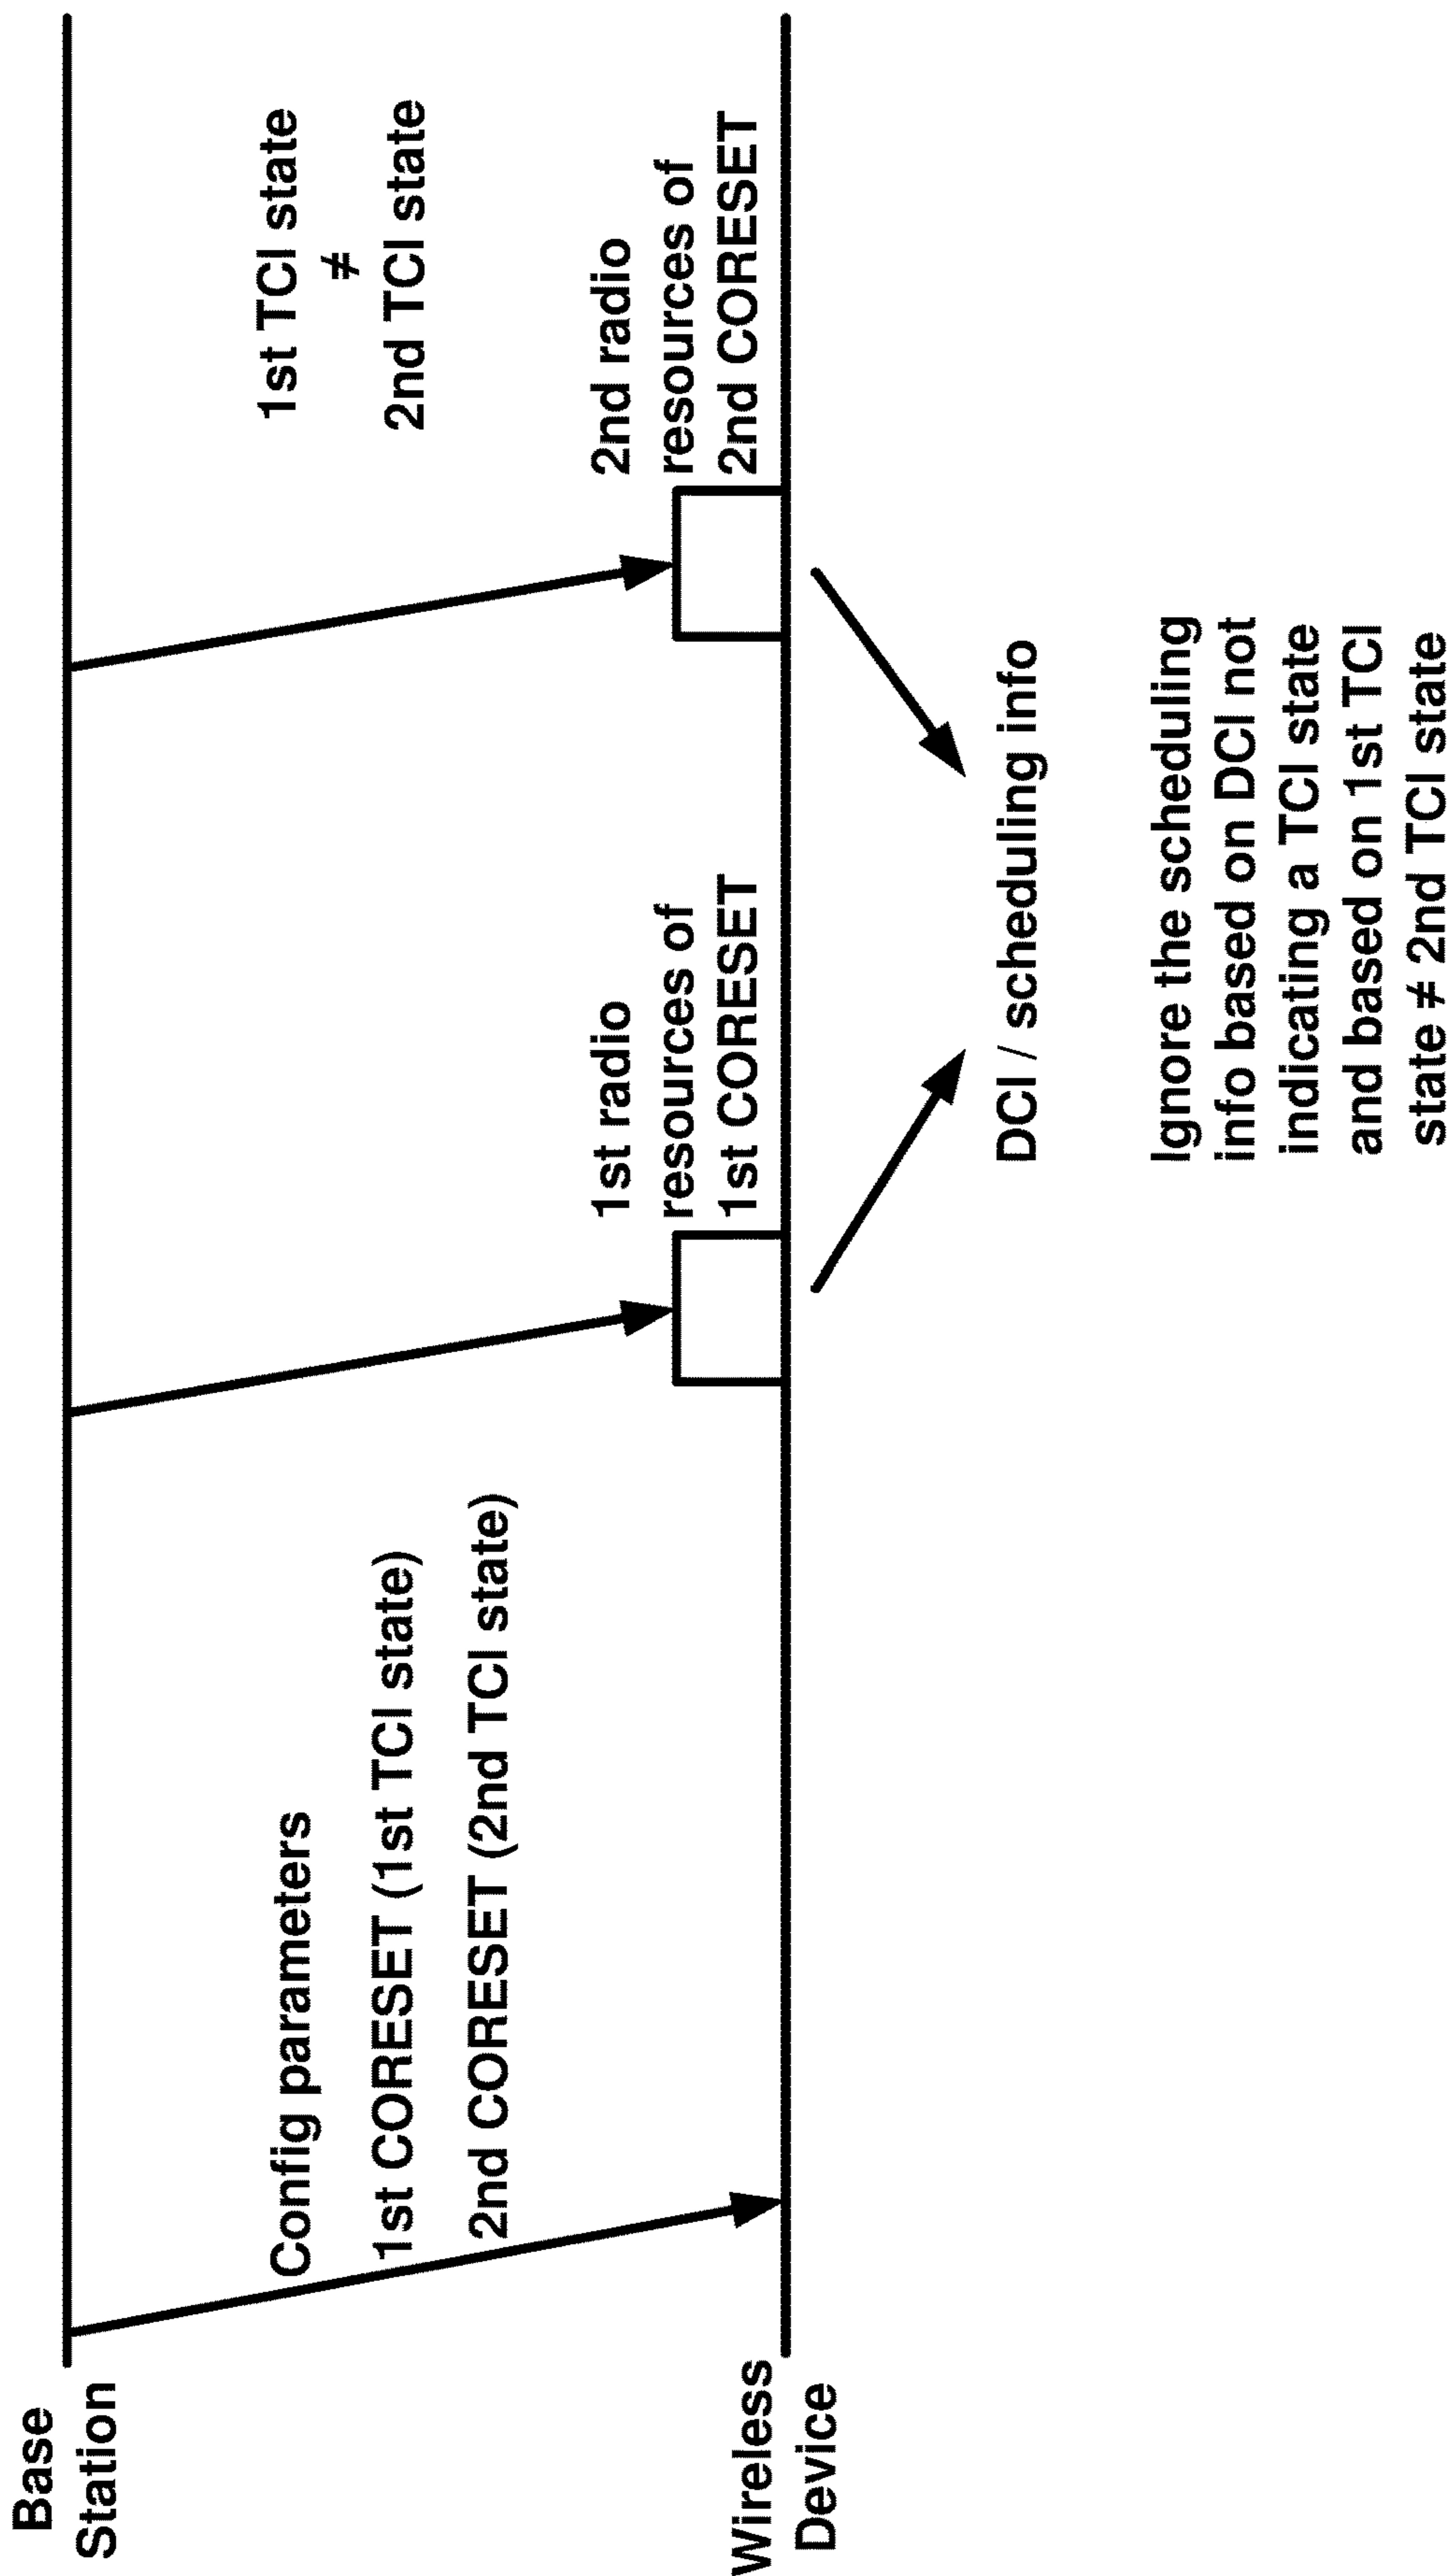 Base
Station
Config parameters
1st CORESET (1st TCI state)
2nd CORESET (2nd TCI state)
1st TCI state
≠
2nd TCI state
1st radio
resources of
1st CORESET
2nd radio
resources of
2nd CORESET
Wireless
Device
DCI / scheduling info
Ignore the scheduling
info based on DCI not
indicating a TCI state
and based on 1st TCI
state ≠ 2nd TCI state